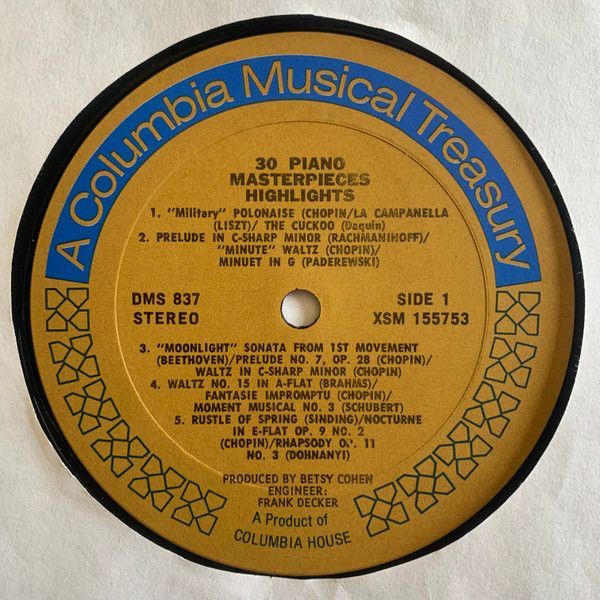 A Columbia Musical Treasury
30 PIANO
MASTERPIECES
HIGHLIGHTS
1. "Military" POLONAISE (CHOPIN/LA CAMPANELLA
(LISZT)/ THE CUCKOO (Daquin)
2. PRELUDE IN C-SHARP MINOR (RACHMANINOFF)/
"MINUTE" WALTZ (CHOPIN)/
MINUET IN G (PADEREWSKI)
DMS 837
STEREO
SIDE 1
XSM 155753
3. "MOONLIGHT" SONATA FROM 1ST MOVEMENT
(BEETHOVEN)/PRELUDE NO. 7, OP. 28 (CHOPIN)/
WALTZ IN C-SHARP MINOR (CHOPIN)
4. WALTZ NO. 15 IN A-FLAT (BRAHMS)/
FANTASIE IMPROMPTU (CHOPIN)/
MOMENT MUSICAL NO. 3 (SCHUBERT)
5. RUSTLE OF SPRING (SINDING)/NOCTURNE
IN E-FLAT OP. 9 NO. 2
(CHOPIN)/RHAPSODY OP. 11
NO. 3 (DOHNANYI)
PRODUCED BY BETSY COHEN
ENGINEER:
FRANK DECKER
A Product of
COLUMBIA HOUSE